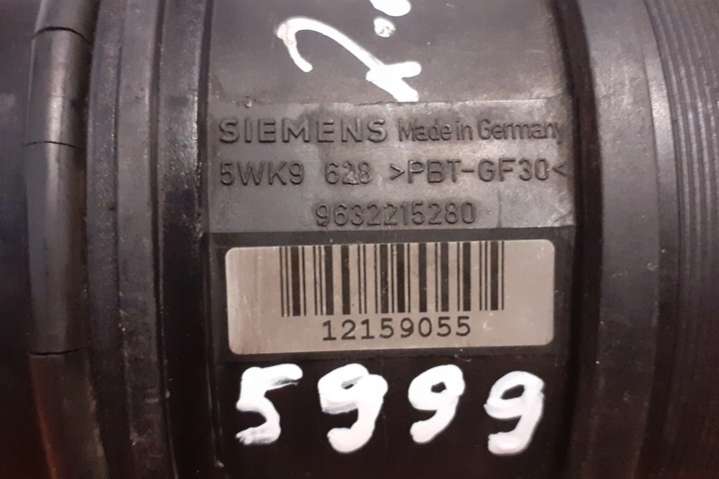 SIEMENS Made in Germany
5WK9 628 >PBT-GF30<
9632215280
12159055
5999